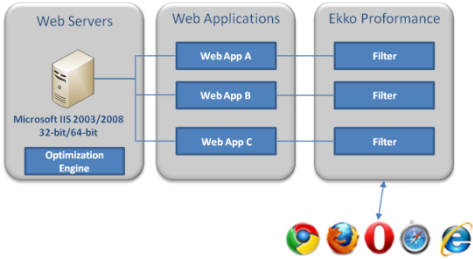 Web Servers
Microsoft IIS 2003/2008
32-bit/64-bit
Optimization
Engine
Web Applications
Web App A
Web App B
Web App C
Ekko Proformance
Filter
Filter
Filter